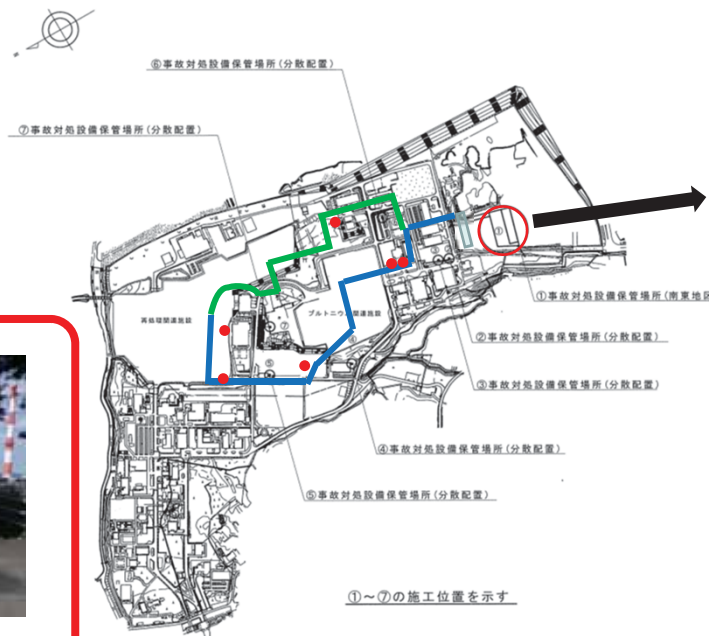 ⑥事故対処設備保管場所(分散配置)
⑦事故対処設備保管場所(分散配置)
①
①事故対処設備保管場所(南東地区
再処理関連施設
プルトニウム関連施設
⑦
②事故対処設備保管場所(分散配置)
④
⑤
③事故対処設備保管場所(分散配置)
④事故対処設備保管場所(分散配置)
⑤事故対処設備保管場所(分散配置)
①～⑦の施工位置を示す